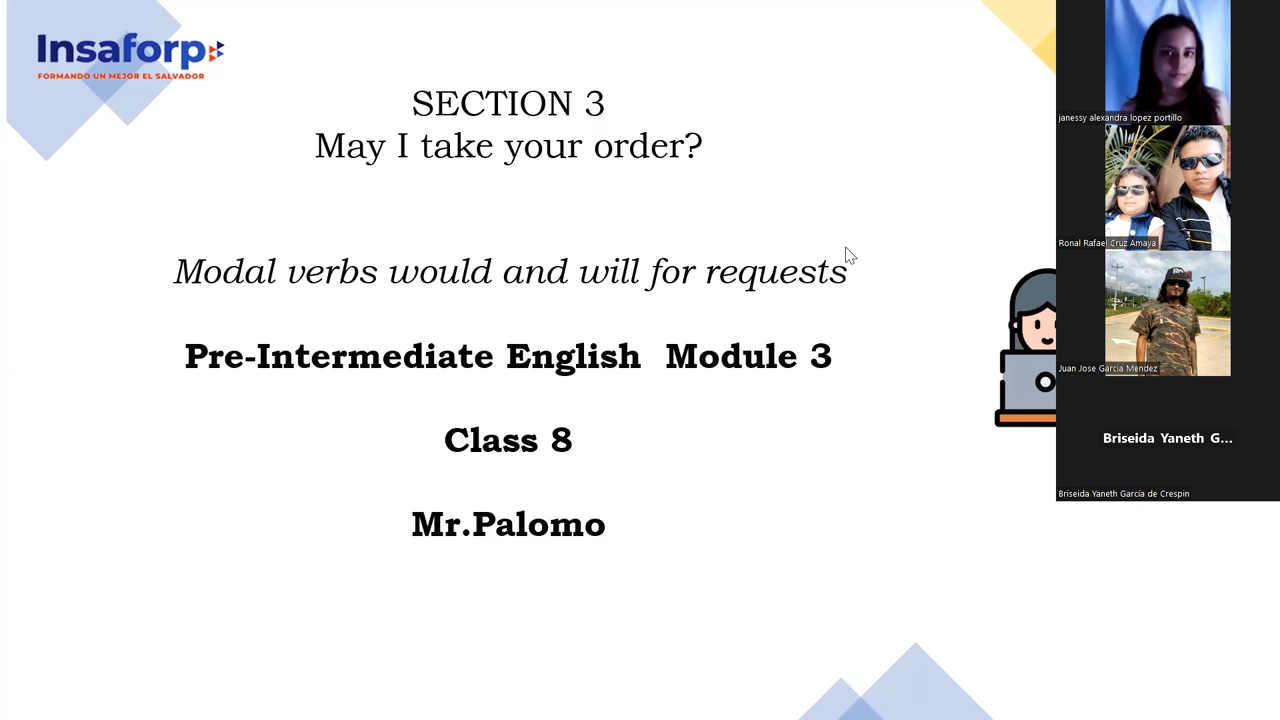 Insaforp
FORMANDO UN MEJOR EL SALVADOR
SECTION 3
May I take your order?
Modal verbs would and will for requests
Pre-Intermediate English Module 3
Class 8
Mr.Palomo
janessy alexandra lopez portillo
Ronal Rafael Cruz Amaya
Juan Jose Garcia Mendez
Briseida Yaneth G...
Briseida Yaneth García de Crespin